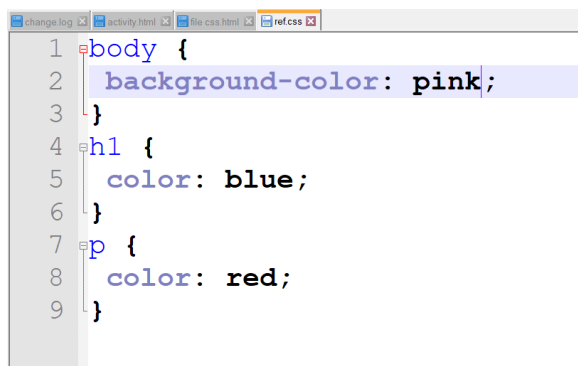 change.log activity.html file css.html ref.css
1 body {
2 background-color: pink;
3 }
4 h1 {
5 color: blue;
6 }
7 p {
8 color: red;
9 }